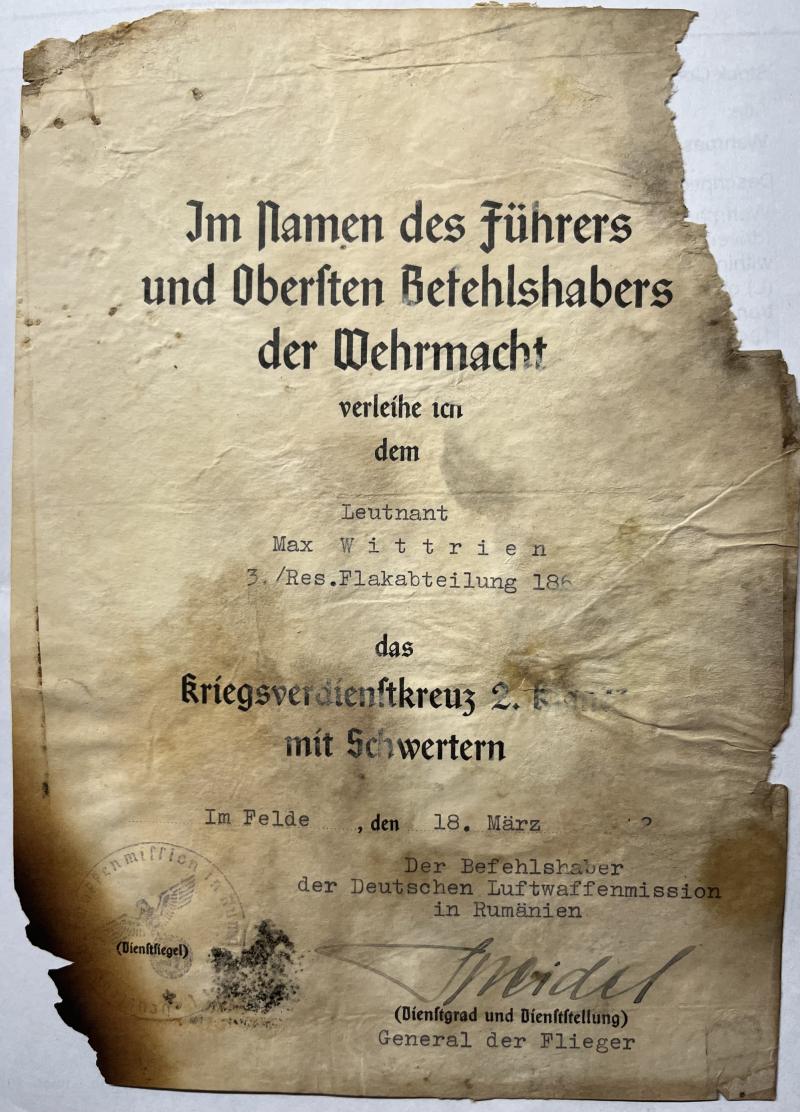 Im Namen des Führers
und Oberſten Befehlshabers
der Wehrmacht
verleihe ich
dem
Leutnant
Max Wittrien
3./Res.Flakabteilung 186
das
Kriegsverdienſtkreuz 2. Klaſſe
mit Schwertern
Im Felde, den 18. März
Der Befehlshaber
der Deutschen Luftwaffenmission
in Rumänien
(Dienſtſiegel)
Speidel
(Dienſtgrad und Dienſtſtellung)
General der Flieger